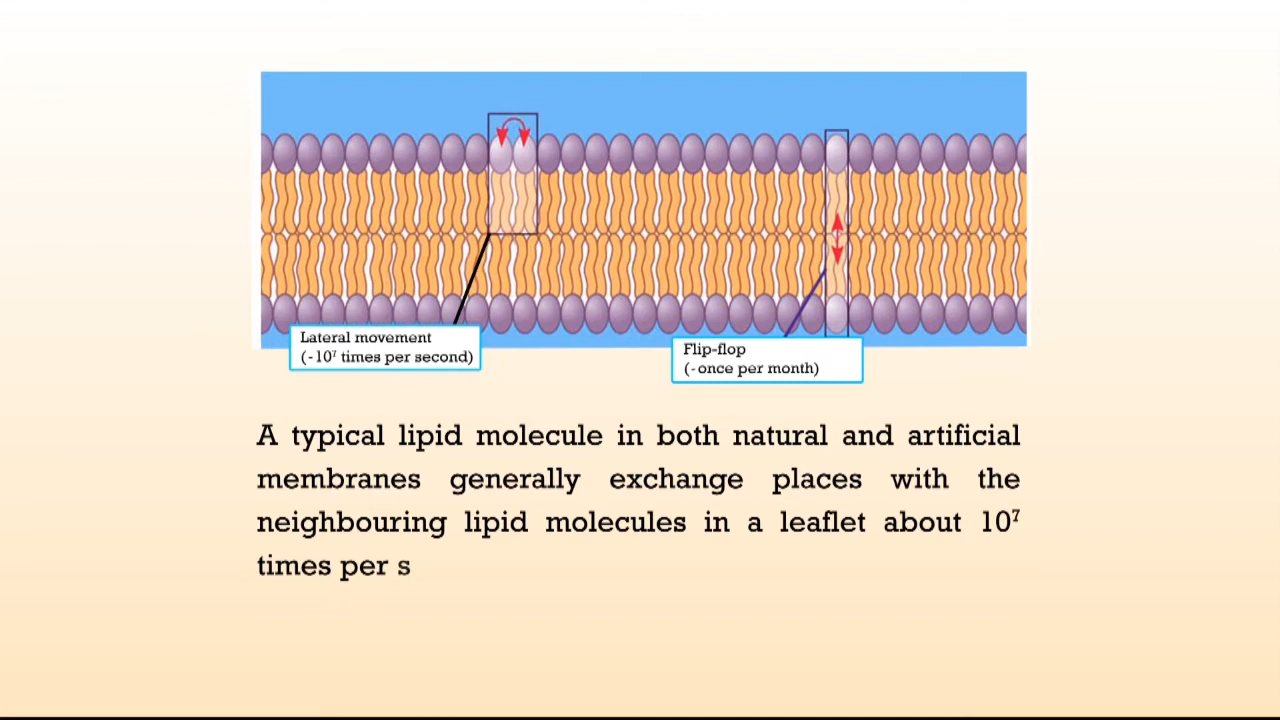 Lateral movement
(-10⁷ times per second)
Flip-flop
(-once per month)
A typical lipid molecule in both natural and artificial
membranes generally exchange places with the
neighbouring lipid molecules in a leaflet about 10⁷
times per s